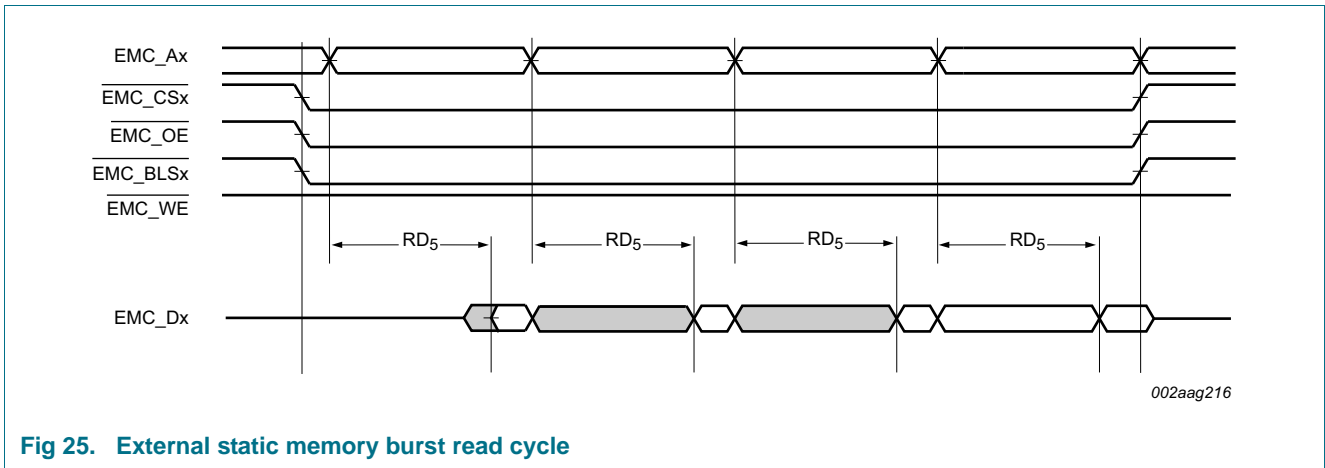 EMC_Ax
EMC_CSx
EMC_OE
EMC_BLSx
EMC_WE
RD5 RD5 RD5 RD5
EMC_Dx
002aag216
Fig 25. External static memory burst read cycle